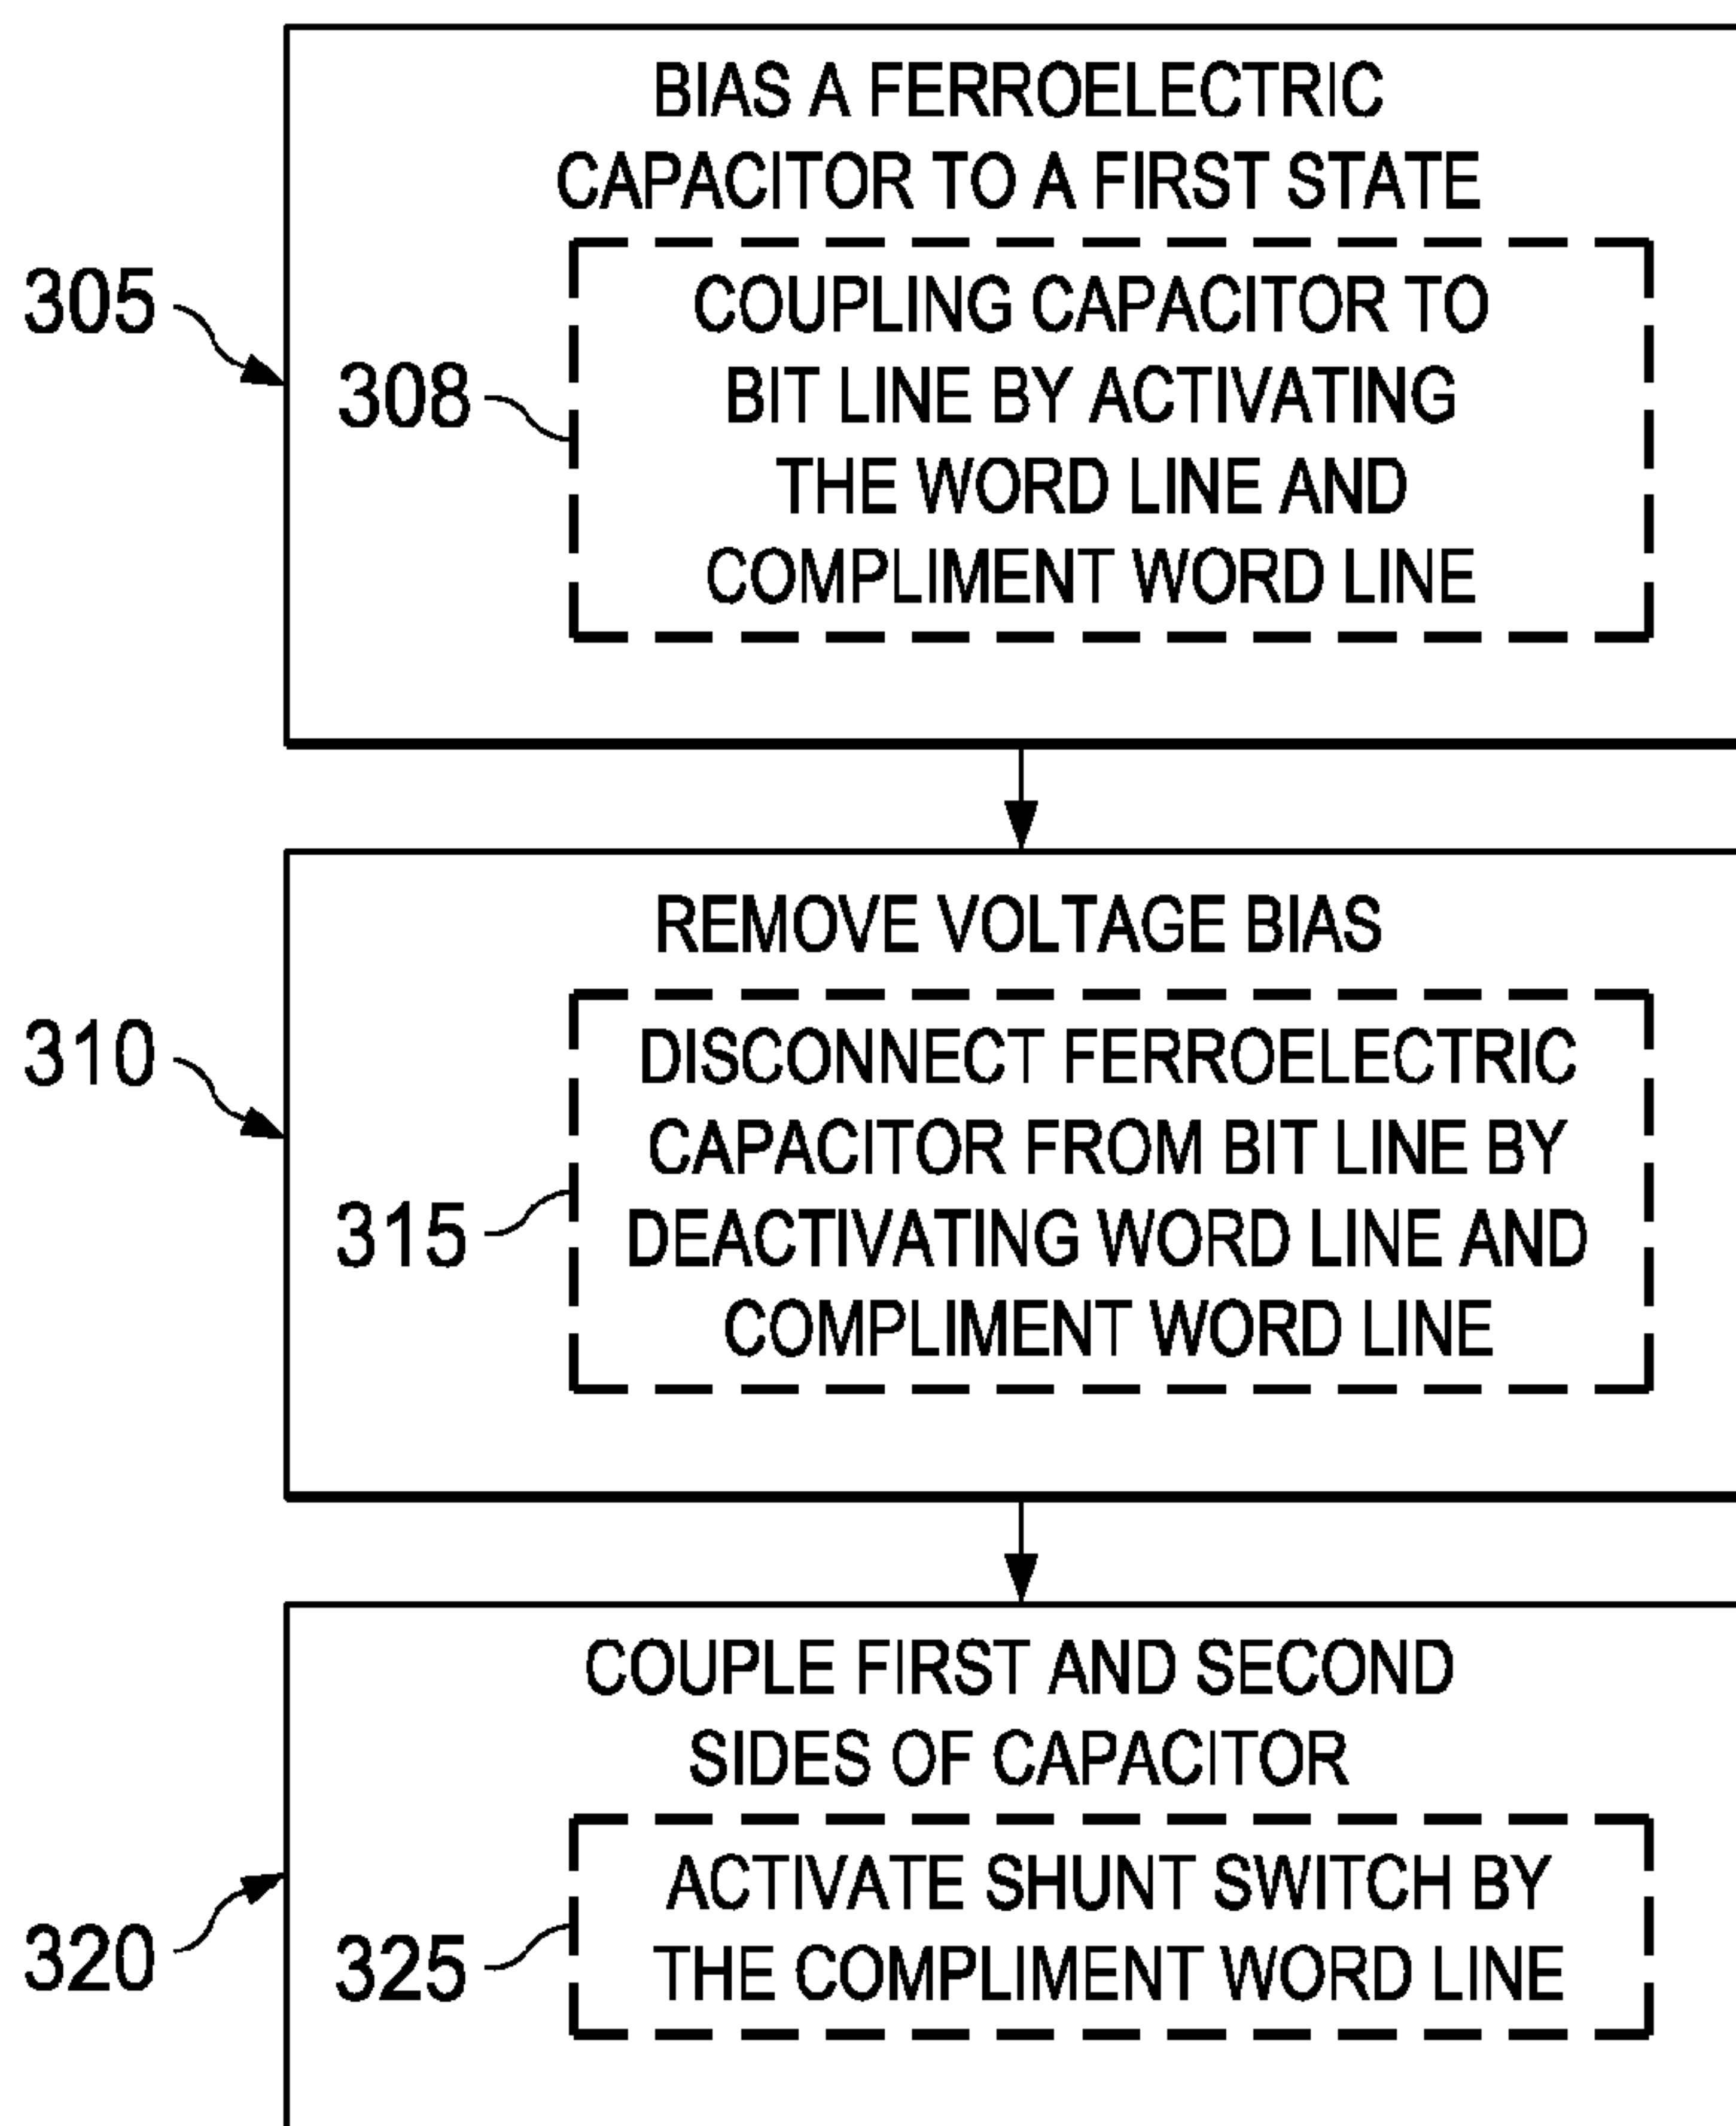 BIAS A FERROELECTRIC
CAPACITOR TO A FIRST STATE
305
COUPLING CAPACITOR TO
308
BIT LINE BY ACTIVATING
THE WORD LINE AND
COMPLIMENT WORD LINE
REMOVE VOLTAGE BIAS
310
DISCONNECT FERROELECTRIC
CAPACITOR FROM BIT LINE BY
315
DEACTIVATING WORD LINE AND
COMPLIMENT WORD LINE
COUPLE FIRST AND SECOND
SIDES OF CAPACITOR
320
325
ACTIVATE SHUNT SWITCH BY
THE COMPLIMENT WORD LINE